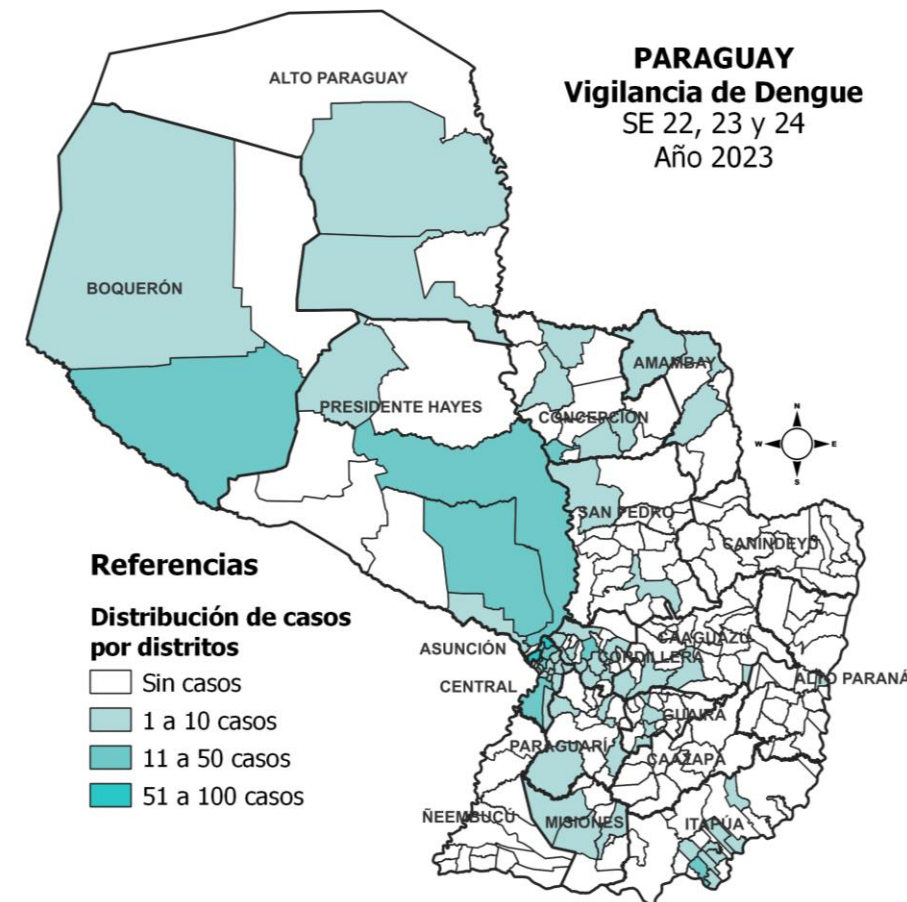 PARAGUAY
Vigilancia de Dengue
SE 22, 23 y 24
Año 2023
ALTO PARAGUAY
BOQUERÓN
PRESIDENTE HAYES
AMAMBAY
CONCEPCIÓN
N
W
E
S
SAN PEDRO
CANINDEYÚ
Referencias
Distribución de casos
por distritos
Sin casos
1 a 10 casos
11 a 50 casos
51 a 100 casos
ASUNCIÓN
CENTRAL
CAAGUAZÚ
CORDILLERA
ALTO PARANÁ
GUAIRÁ
PARAGUARÍ
CAAZAPÁ
ÑEEMBUCÚ
MISIONES
ITAPÚA